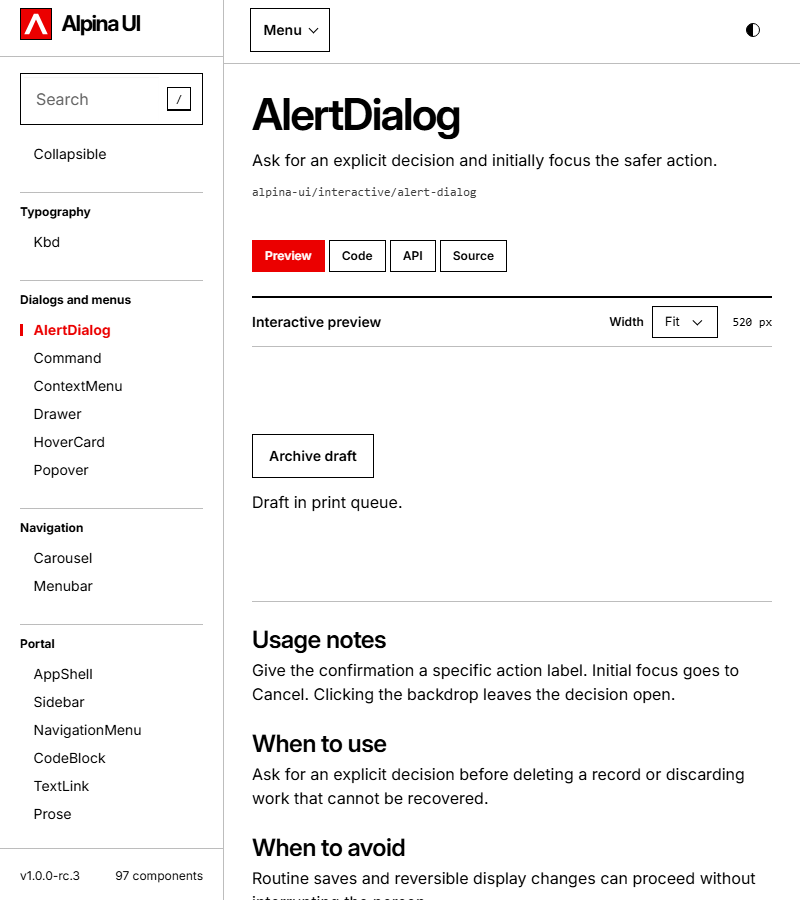 Alpina UI
Search /
Collapsible
Typography
Kbd
Dialogs and menus
AlertDialog
Command
ContextMenu
Drawer
HoverCard
Popover
Navigation
Carousel
Menubar
Portal
AppShell
Sidebar
NavigationMenu
CodeBlock
TextLink
Prose
v1.0.0-rc.3 97 components
Menu
AlertDialog
Ask for an explicit decision and initially focus the safer action.
alpina-ui/interactive/alert-dialog
Preview Code API Source
Interactive preview Width Fit 520 px
Archive draft
Draft in print queue.
Usage notes
Give the confirmation a specific action label. Initial focus goes to
Cancel. Clicking the backdrop leaves the decision open.
When to use
Ask for an explicit decision before deleting a record or discarding
work that cannot be recovered.
When to avoid
Routine saves and reversible display changes can proceed without
interrupting the person.